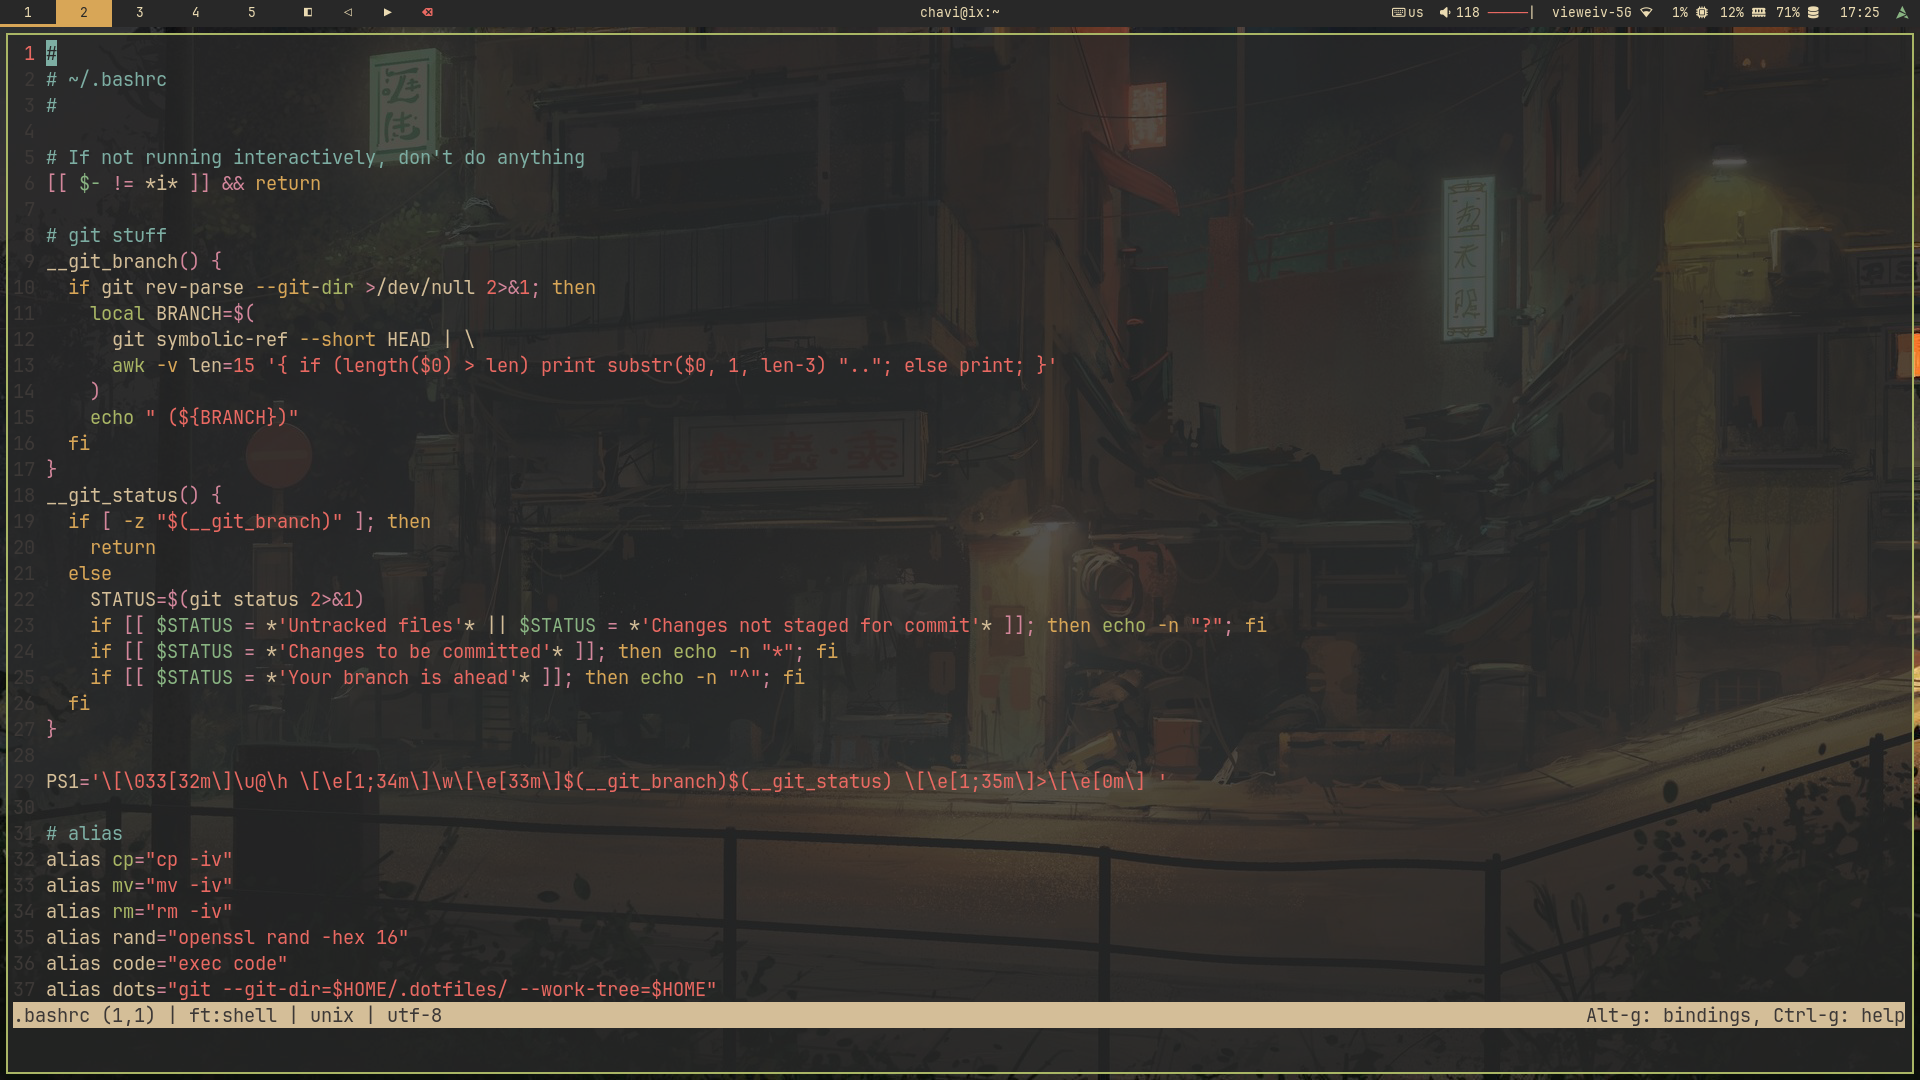 1 2 3 4 5 chavi@ix:~ us 118 vieweiv-5G 1% 12% 71% 17:25
1 #
2 # ~/.bashrc
3 #
4
5 # If not running interactively, don't do anything
6 [[ $- != *i* ]] && return
7
8 # git stuff
9 __git_branch() {
10   if git rev-parse --git-dir >/dev/null 2>&1; then
11     local BRANCH=$(
12       git symbolic-ref --short HEAD | \
13       awk -v len=15 '{ if (length($0) > len) print substr($0, 1, len-3) ".."; else print; }'
14     )
15     echo " (${BRANCH})"
16   fi
17 }
18 __git_status() {
19   if [ -z "$(__git_branch)" ]; then
20     return
21   else
22     STATUS=$(git status 2>&1)
23     if [[ $STATUS = *'Untracked files'* || $STATUS = *'Changes not staged for commit'* ]]; then echo -n "?"; fi
24     if [[ $STATUS = *'Changes to be committed'* ]]; then echo -n "*"; fi
25     if [[ $STATUS = *'Your branch is ahead'* ]]; then echo -n "^"; fi
26   fi
27 }
28
29 PS1='\[\033[32m\]\u@\h \[\e[1;34m\]\w\[\e[33m\]$(__git_branch)$(__git_status) \[\e[1;35m\]>\[\e[0m\] '
30
31 # alias
32 alias cp="cp -iv"
33 alias mv="mv -iv"
34 alias rm="rm -iv"
35 alias rand="openssl rand -hex 16"
36 alias code="exec code"
37 alias dots="git --git-dir=$HOME/.dotfiles/ --work-tree=$HOME"
.bashrc (1,1) | ft:shell | unix | utf-8 Alt-g: bindings, Ctrl-g: help